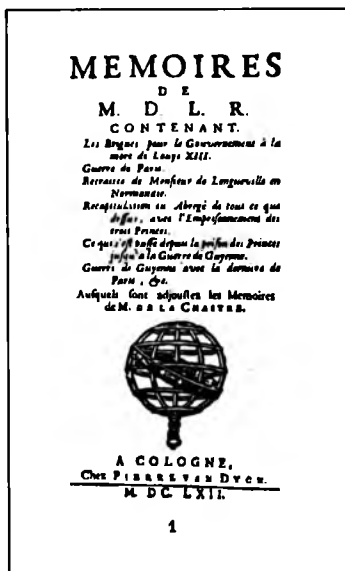 MEMOIRES
DE
M. D. L. R.
CONTENANT.
Les Brigues pour le Gouvernement à la
mort de Louys XIII.
Guerre de Paris.
Retraitte de Monsieur de Longueville en
Normandie.
Recapitulation ou Abregé de tout ce que
dessus, avec l'Emprisonnement des
trois Princes.
Ce qui s'est passé depuis la prison des Princes
jusqu'à la Guerre de Guyenne.
Guerre de Guyenne avec la derniere de
Paris, &c.
Ausquels sont adjoustez les Memoires
de M. DE LA CHASTRE.
A COLOGNE,
Chez PIERRE VAN DYCK.
M. DC. LXII.
1